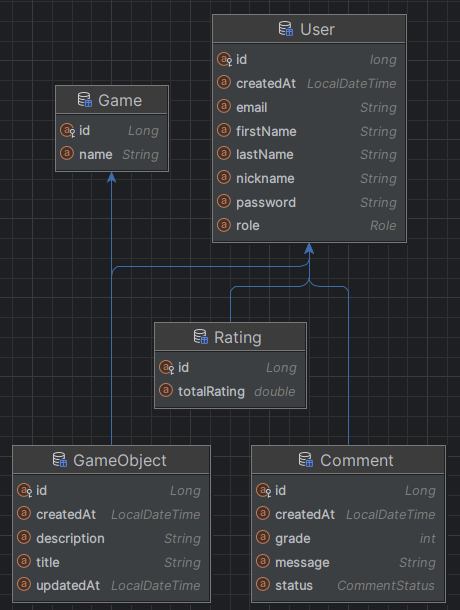 User
id long
createdAt LocalDateTime
email String
firstName String
lastName String
nickname String
password String
role Role
Game
id Long
name String
Rating
id Long
totalRating double
GameObject
id Long
createdAt LocalDateTime
description String
title String
updatedAt LocalDateTime
Comment
id Long
createdAt LocalDateTime
grade int
message String
status CommentStatus